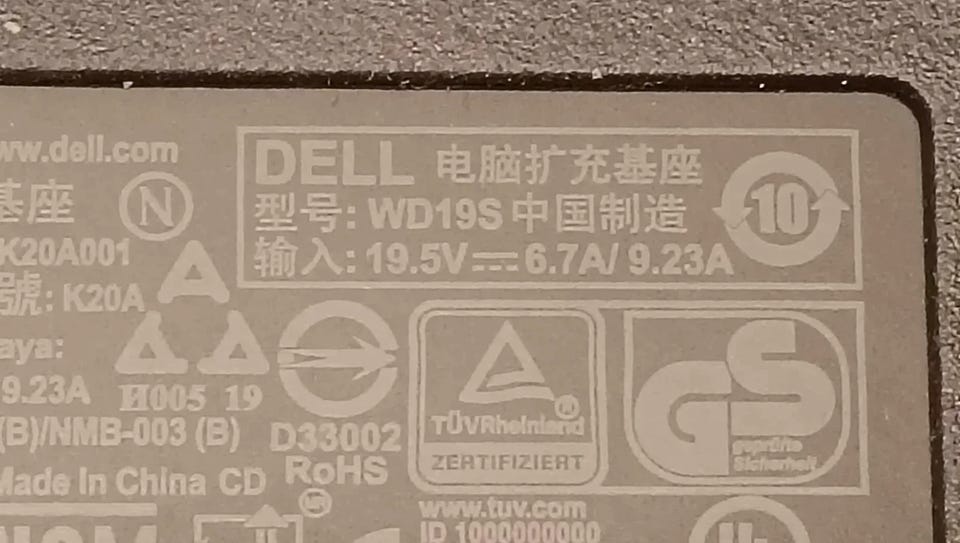 www.dell.com
基座 N
K20A001
號: K20A
aya:
9.23A
(B)/NMB-003 (B)
Made In China CD
DELL 电脑扩充基座
型号: WD19S 中国制造
输入: 19.5V 6.7A/ 9.23A
10
005 19
D33002
RoHS
TÜVRheinland
ZERTIFIZIERT
GS
geprüfte
Sicherheit
www.tuv.com
ID 1000000000